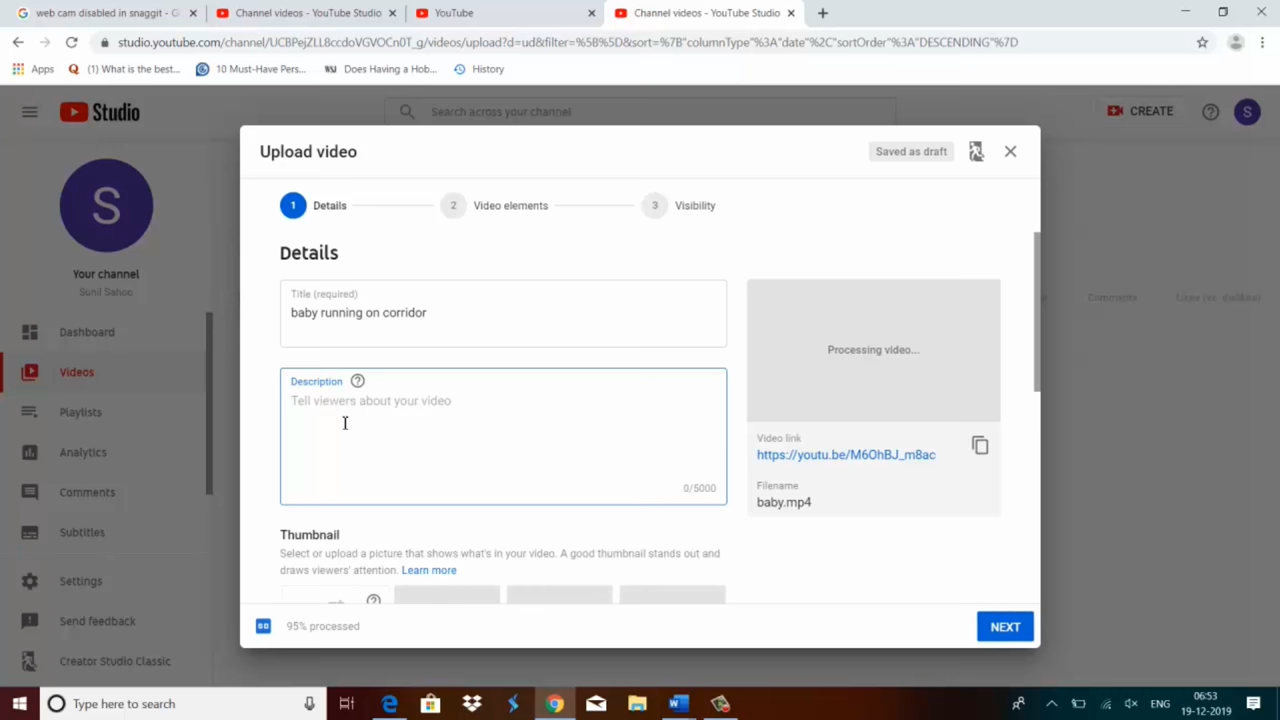 web cam disabled in snaggit - G
Channel videos - YouTube Studio
YouTube
Channel videos - YouTube Studio
studio.youtube.com/channel/UCBPejZLL8ccdoVGVOCn0T_g/videos/upload?d=ud&filter=%5B%5D&sort=%7B"columnType"%3A"date"%2C"sortOrder"%3A"DESCENDING"%7D
Apps
(1) What is the best...
10 Must-Have Pers...
Does Having a Hob...
History
Studio
Search across your channel
CREATE
S
S
Your channel
Sunil Sahoo
Dashboard
Videos
Playlists
Analytics
Comments
Subtitles
Settings
Send feedback
Creator Studio Classic
Comments
Upload video
Saved as draft
1 Details
2 Video elements
3 Visibility
Details
Title (required)
baby running on corridor
Description
Tell viewers about your video
0/5000
Processing video...
Video link
https://youtu.be/M6OhBJ_m8ac
Filename
baby.mp4
Thumbnail
Select or upload a picture that shows what's in your video. A good thumbnail stands out and
draws viewers' attention. Learn more
SD
95% processed
NEXT
Type here to search
ENG
06:53
19-12-2019